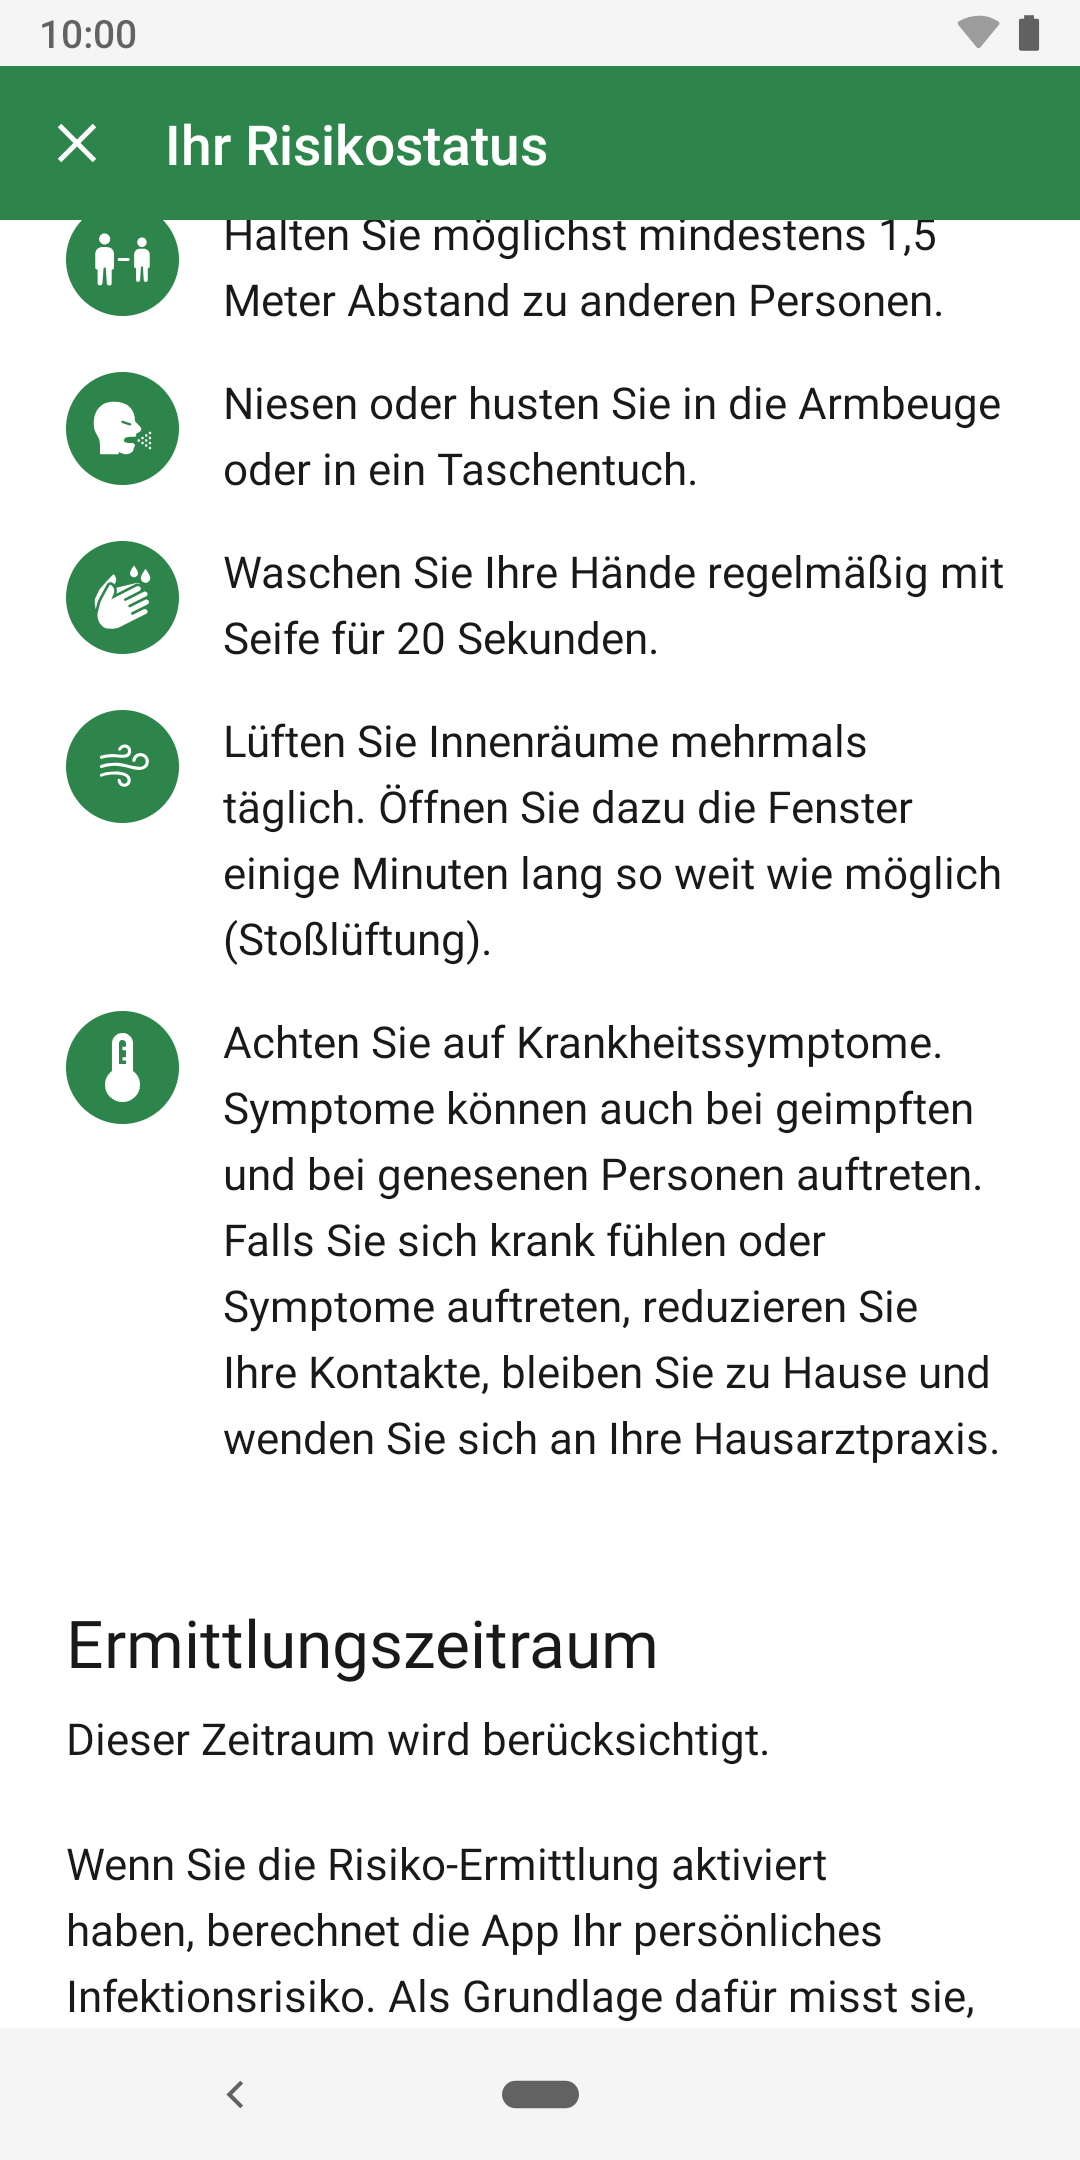 10:00
Ihr Risikostatus
Halten Sie möglichst mindestens 1,5
Meter Abstand zu anderen Personen.
Niesen oder husten Sie in die Armbeuge
oder in ein Taschentuch.
Waschen Sie Ihre Hände regelmäßig mit
Seife für 20 Sekunden.
Lüften Sie Innenräume mehrmals
täglich. Öffnen Sie dazu die Fenster
einige Minuten lang so weit wie möglich
(Stoßlüftung).
Achten Sie auf Krankheitssymptome.
Symptome können auch bei geimpften
und bei genesenen Personen auftreten.
Falls Sie sich krank fühlen oder
Symptome auftreten, reduzieren Sie
Ihre Kontakte, bleiben Sie zu Hause und
wenden Sie sich an Ihre Hausarztpraxis.
Ermittlungszeitraum
Dieser Zeitraum wird berücksichtigt.
Wenn Sie die Risiko-Ermittlung aktiviert
haben, berechnet die App Ihr persönliches
Infektionsrisiko. Als Grundlage dafür misst sie,